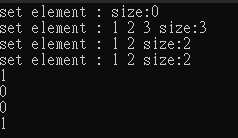 set element : size:0
set element : 1 2 3 size:3
set element : 1 2 size:2
set element : 1 2 size:2
1
0
0
1